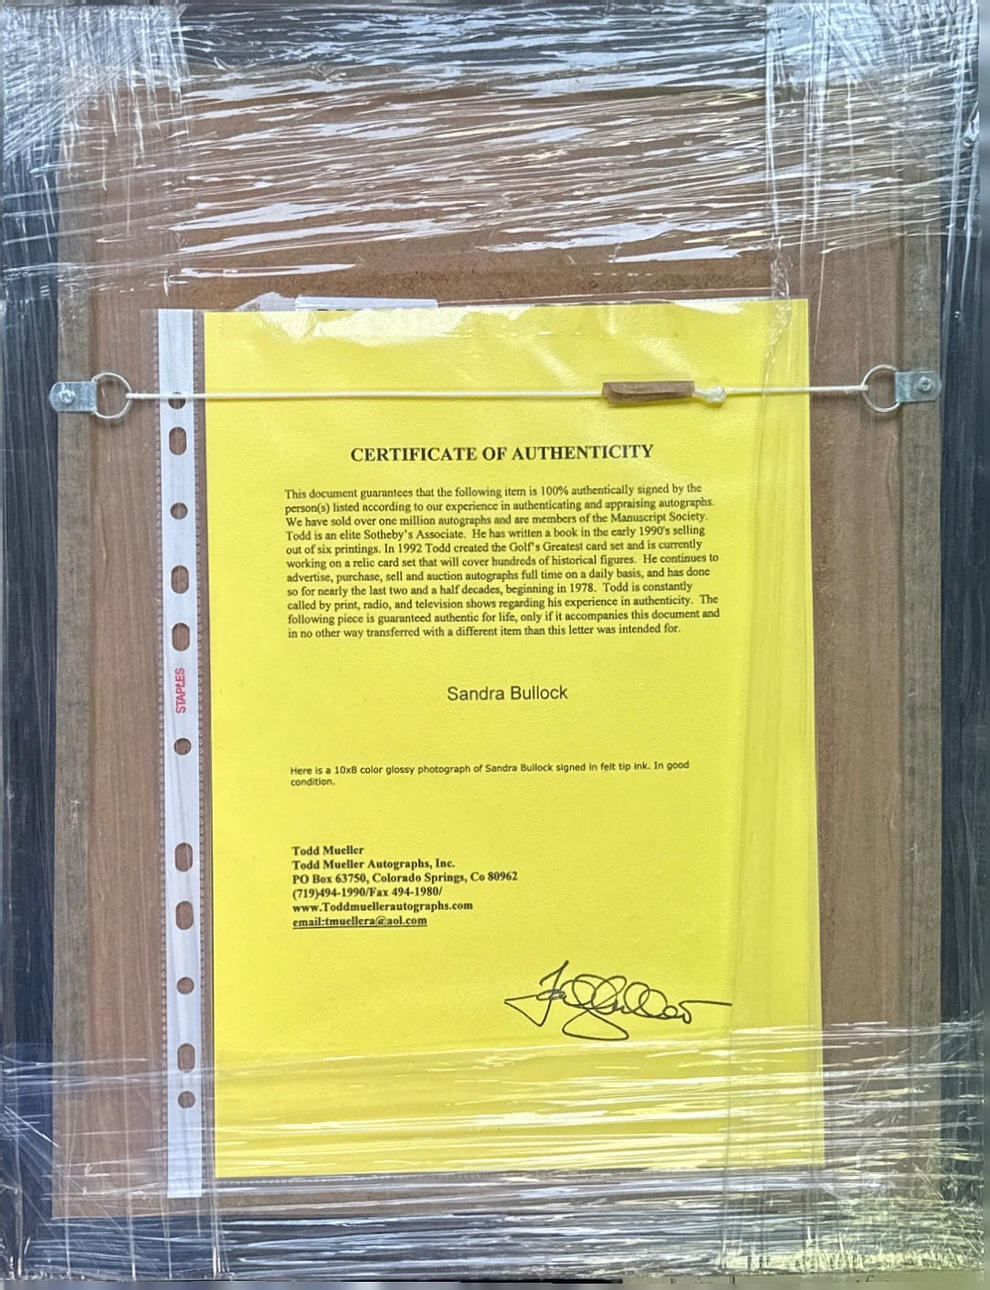 CERTIFICATE OF AUTHENTICITY
This document guarantees that the following item is 100% authentically signed by the
person(s) listed according to our experience in authenticating and appraising autographs.
We have sold over one million autographs and are members of the Manuscript Society.
Todd is an elite Sotheby's Associate. He has written a book in the early 1990's selling
out of six printings. In 1992 Todd created the Golf's Greatest card set and is currently
working on a relic card set that will cover hundreds of historical figures. He continues to
advertise, purchase, sell and auction autographs full time on a daily basis, and has done
so for nearly the last two and a half decades, beginning in 1978. Todd is constantly
called by print, radio, and television shows regarding his experience in authenticity. The
following piece is guaranteed authentic for life, only if it accompanies this document and
in no other way transferred with a different item than this letter was intended for.
STAPLES
Sandra Bullock
Here is a 10x8 color glossy photograph of Sandra Bullock signed in felt tip ink. In good
condition.
Todd Mueller
Todd Mueller Autographs, Inc.
PO Box 63750, Colorado Springs, Co 80962
(719)494-1990/Fax 494-1980/
www.Toddmuellerautographs.com
email:tmuellera@aol.com